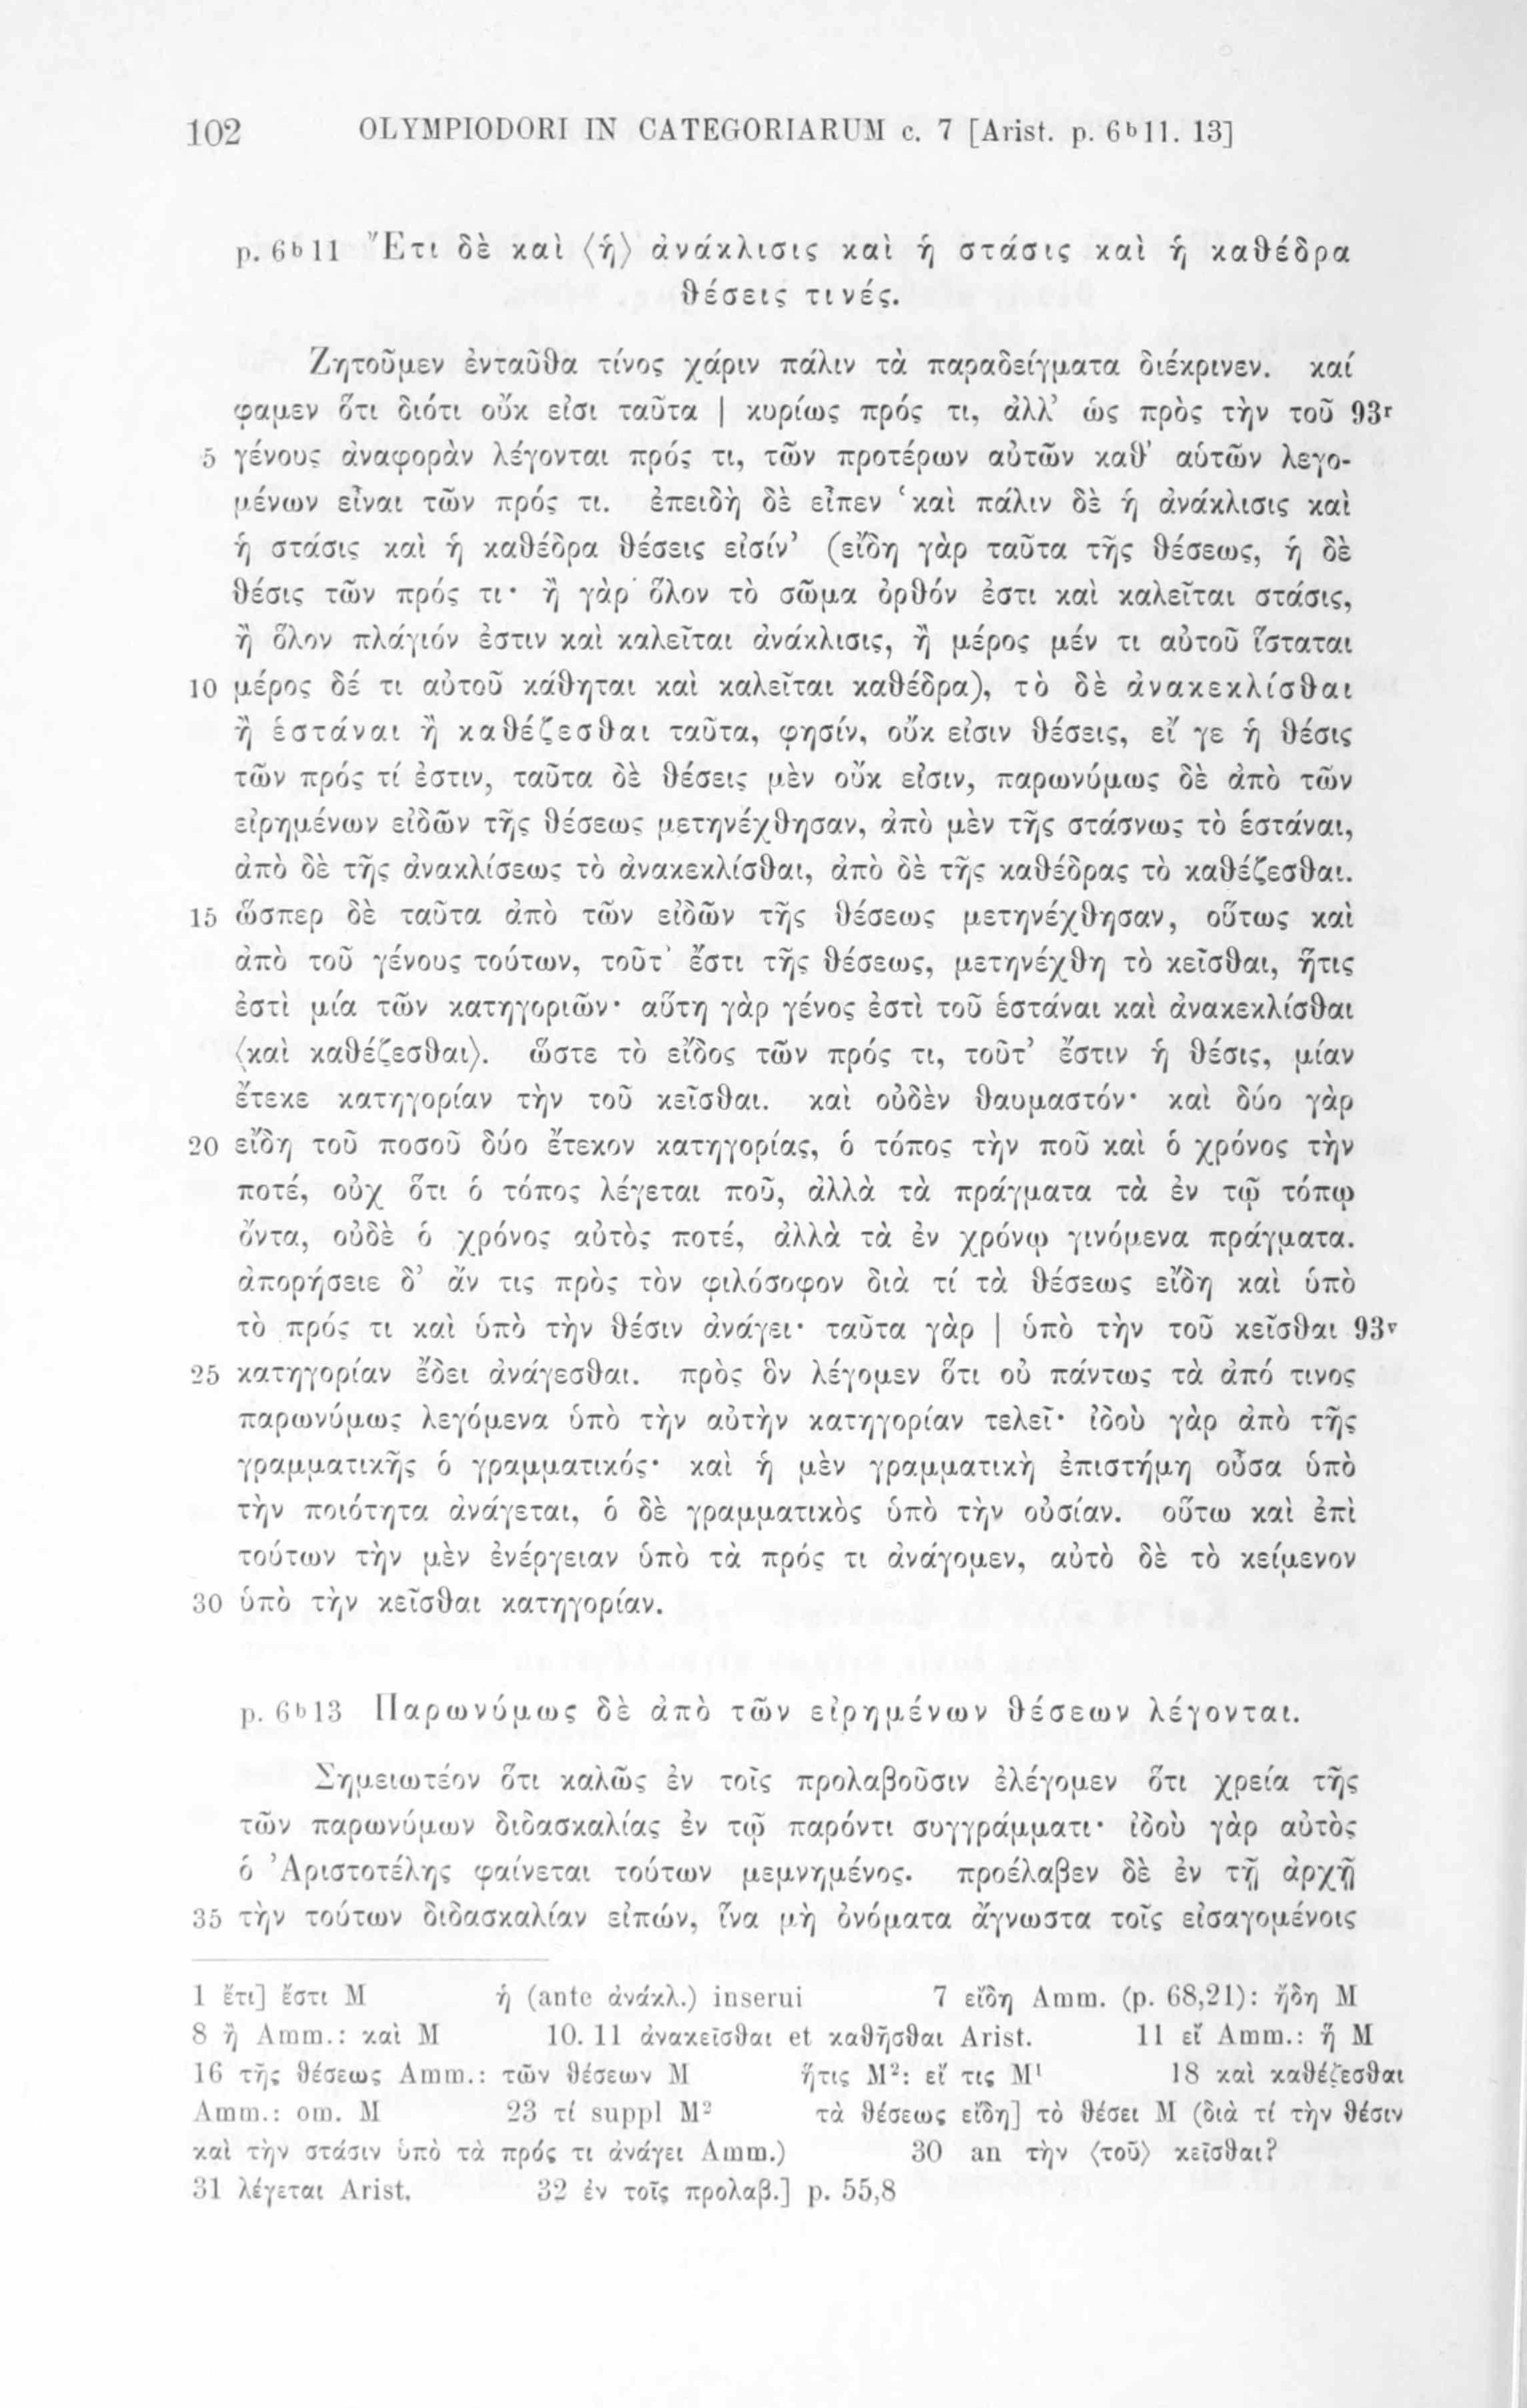 102 OLYMPIODORI IN CATEGORIARUM c. 7 [Arist. p. 6ᵇ11. 13]
p. 6ᵇ11 Ἔτι δὲ καὶ ⟨ἡ⟩ ἀνάκλισις καὶ ἡ στάσις καὶ ἡ καθέδρα
θέσεις τινές.
Ζητοῦμεν ἐνταῦθα τίνος χάριν πάλιν τὰ παραδείγματα διέκρινεν. καί
φαμεν ὅτι διότι οὔκ εἰσι ταῦτα | κυρίως πρός τι, ἀλλ’ ὡς πρὸς τὴν τοῦ 93ʳ
5 γένους ἀναφορὰν λέγονται πρός τι, τῶν προτέρων αὐτῶν καθ’ αὑτῶν λεγο-
μένων εἶναι τῶν πρός τι. ἐπειδὴ δὲ εἶπεν ‘καὶ πάλιν δὲ ἡ ἀνάκλισις καὶ
ἡ στάσις καὶ ἡ καθέδρα θέσεις εἰσίν’ (εἴδη γὰρ ταῦτα τῆς θέσεως, ἡ δὲ
θέσις τῶν πρός τι· ἢ γὰρ ὅλον τὸ σῶμα ὀρθόν ἐστι καὶ καλεῖται στάσις,
ἢ ὅλον πλάγιόν ἐστιν καὶ καλεῖται ἀνάκλισις, ἢ μέρος μέν τι αὐτοῦ ἵσταται
10 μέρος δέ τι αὐτοῦ κάθηται καὶ καλεῖται καθέδρα), τὸ δὲ ἀνακεκλίσθαι
ἢ ἑστάναι ἢ καθέζεσθαι ταῦτα, φησίν, οὔκ εἰσιν θέσεις, εἴ γε ἡ θέσις
τῶν πρός τί ἐστιν, ταῦτα δὲ θέσεις μὲν οὔκ εἰσιν, παρωνύμως δὲ ἀπὸ τῶν
εἰρημένων εἰδῶν τῆς θέσεως μετηνέχθησαν, ἀπὸ μὲν τῆς στάσνως τὸ ἑστάναι,
ἀπὸ δὲ τῆς ἀνακλίσεως τὸ ἀνακεκλίσθαι, ἀπὸ δὲ τῆς καθέδρας τὸ καθέζεσθαι.
15 ὥσπερ δὲ ταῦτα ἀπὸ τῶν εἰδῶν τῆς θέσεως μετηνέχθησαν, οὕτως καὶ
ἀπὸ τοῦ γένους τούτων, τοῦτ’ ἔστι τῆς θέσεως, μετηνέχθη τὸ κεῖσθαι, ἥτις
ἐστὶ μία τῶν κατηγοριῶν· αὕτη γὰρ γένος ἐστὶ τοῦ ἑστάναι καὶ ἀνακεκλίσθαι
⟨καὶ καθέζεσθαι⟩. ὥστε τὸ εἶδος τῶν πρός τι, τοῦτ’ ἔστιν ἡ θέσις, μίαν
ἔτεκε κατηγορίαν τὴν τοῦ κεῖσθαι. καὶ οὐδὲν θαυμαστόν· καὶ δύο γὰρ
20 εἴδη τοῦ ποσοῦ δύο ἔτεκον κατηγορίας, ὁ τόπος τὴν ποῦ καὶ ὁ χρόνος τὴν
ποτέ, οὐχ ὅτι ὁ τόπος λέγεται ποῦ, ἀλλὰ τὰ πράγματα τὰ ἐν τῷ τόπῳ
ὄντα, οὐδὲ ὁ χρόνος αὐτὸς ποτέ, ἀλλὰ τὰ ἐν χρόνῳ γινόμενα πράγματα.
ἀπορήσειε δ’ ἄν τις πρὸς τὸν φιλόσοφον διὰ τί τὰ θέσεως εἴδη καὶ ὑπὸ
τὸ πρός τι καὶ ὑπὸ τὴν θέσιν ἀνάγει· ταῦτα γὰρ | ὑπὸ τὴν τοῦ κεῖσθαι 93ᵛ
25 κατηγορίαν ἔδει ἀνάγεσθαι. πρὸς ὃν λέγομεν ὅτι οὐ πάντως τὰ ἀπό τινος
παρωνύμως λεγόμενα ὑπὸ τὴν αὐτὴν κατηγορίαν τελεῖ· ἰδοὺ γὰρ ἀπὸ τῆς
γραμματικῆς ὁ γραμματικός· καὶ ἡ μὲν γραμματικὴ ἐπιστήμη οὖσα ὑπὸ
τὴν ποιότητα ἀνάγεται, ὁ δὲ γραμματικὸς ὑπὸ τὴν οὐσίαν. οὕτω καὶ ἐπὶ
τούτων τὴν μὲν ἐνέργειαν ὑπὸ τὰ πρός τι ἀνάγομεν, αὐτὸ δὲ τὸ κείμενον
30 ὑπὸ τὴν κεῖσθαι κατηγορίαν.
p. 6ᵇ13 Παρωνύμως δὲ ἀπὸ τῶν εἰρημένων θέσεων λέγονται.
Σημειωτέον ὅτι καλῶς ἐν τοῖς προλαβοῦσιν ἐλέγομεν ὅτι χρεία τῆς
τῶν παρωνύμων διδασκαλίας ἐν τῷ παρόντι συγγράμματι· ἰδοὺ γὰρ αὐτὸς
ὁ Ἀριστοτέλης φαίνεται τούτων μεμνημένος. προέλαβεν δὲ ἐν τῇ ἀρχῇ
35 τὴν τούτων διδασκαλίαν εἰπών, ἵνα μὴ ὀνόματα ἄγνωστα τοῖς εἰσαγομένοις
1 ἔτι] ἔστι M ἡ (ante ἀνάκλ.) inserui 7 εἴδη Amm. (p. 68,21): ἤδη M
8 ἢ Amm.: καὶ M 10. 11 ἀνακεῖσθαι et καθῆσθαι Arist. 11 εἴ Amm.: ἤ M
16 τῆς θέσεως Amm.: τῶν θέσεων M ἥτις M²: εἴ τις M¹ 18 καὶ καθέζεσθαι
Amm.: om. M 23 τί suppl M² τὰ θέσεως εἴδη] τὸ θέσει M (διὰ τί τὴν θέσιν
καὶ τὴν στάσιν ὑπὸ τὰ πρός τι ἀνάγει Amm.) 30 an τὴν ⟨τοῦ⟩ κεῖσθαι?
31 λέγεται Arist. 32 ἐν τοῖς προλαβ.] p. 55,8